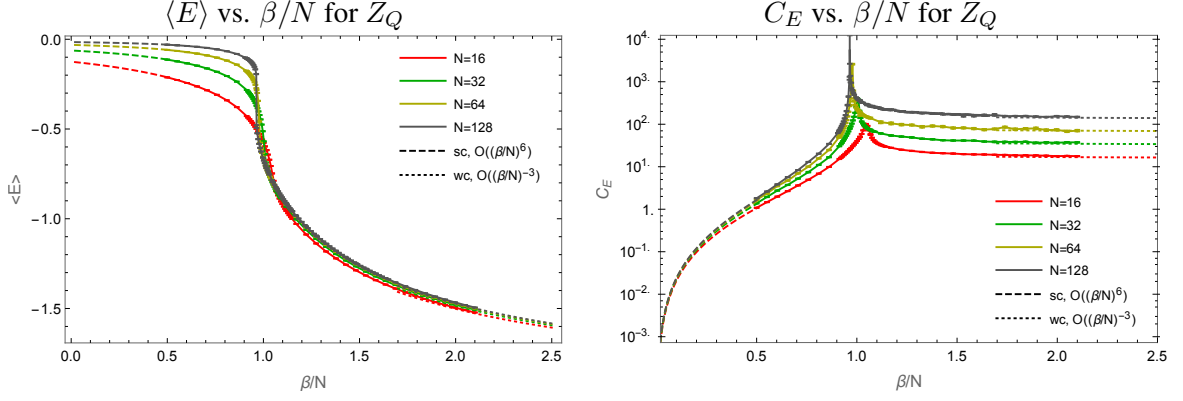 ⟨E⟩ vs. β/N for Z_Q
0.0
−0.5
−1.0
−1.5
<E>
N=16
N=32
N=64
N=128
sc, O((β/N)^6)
wc, O((β/N)^−3)
0.0 0.5 1.0 1.5 2.0 2.5
β/N
C_E vs. β/N for Z_Q
10^4.
10^3.
10^2.
10^1.
1.
10^−1.
10^−2.
10^−3.
C_E
N=16
N=32
N=64
N=128
sc, O((β/N)^6)
wc, O((β/N)^−3)
0.5 1.0 1.5 2.0 2.5
β/N